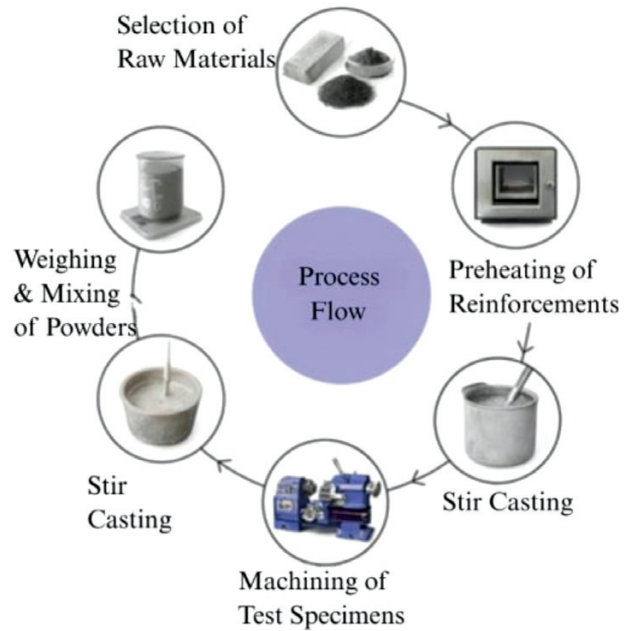 Selection of
Raw Materials
Preheating of
Reinforcements
Stir Casting
Machining of
Test Specimens
Stir
Casting
Weighing
& Mixing
of Powders
Process
Flow